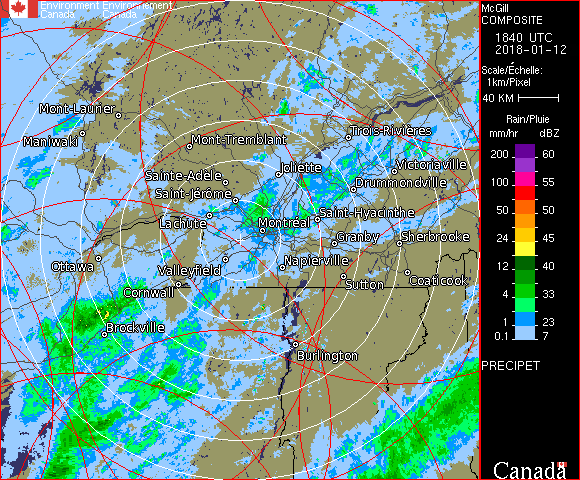 Environment Environnement
Canada Canada
McGill
COMPOSITE
1840 UTC
2018-01-12
Scale/Échelle:
1km/Pixel
40 KM
Rain/Pluie
mm/hr dBZ
200 60
100 55
50 50
24 45
12 40
4 33
1 23
0.1 7
PRECIPET
Canada
Mont-Laurier
Maniwaki
Mont-Tremblant
Trois-Rivières
Sainte-Adèle
Joliette
Victoriaville
Saint-Jérôme
Drummondville
Lachute
Montréal
Saint-Hyacinthe
Granby
Sherbrooke
Ottawa
Valleyfield
Napierville
Cornwall
Sutton
Coaticook
Brockville
Burlington